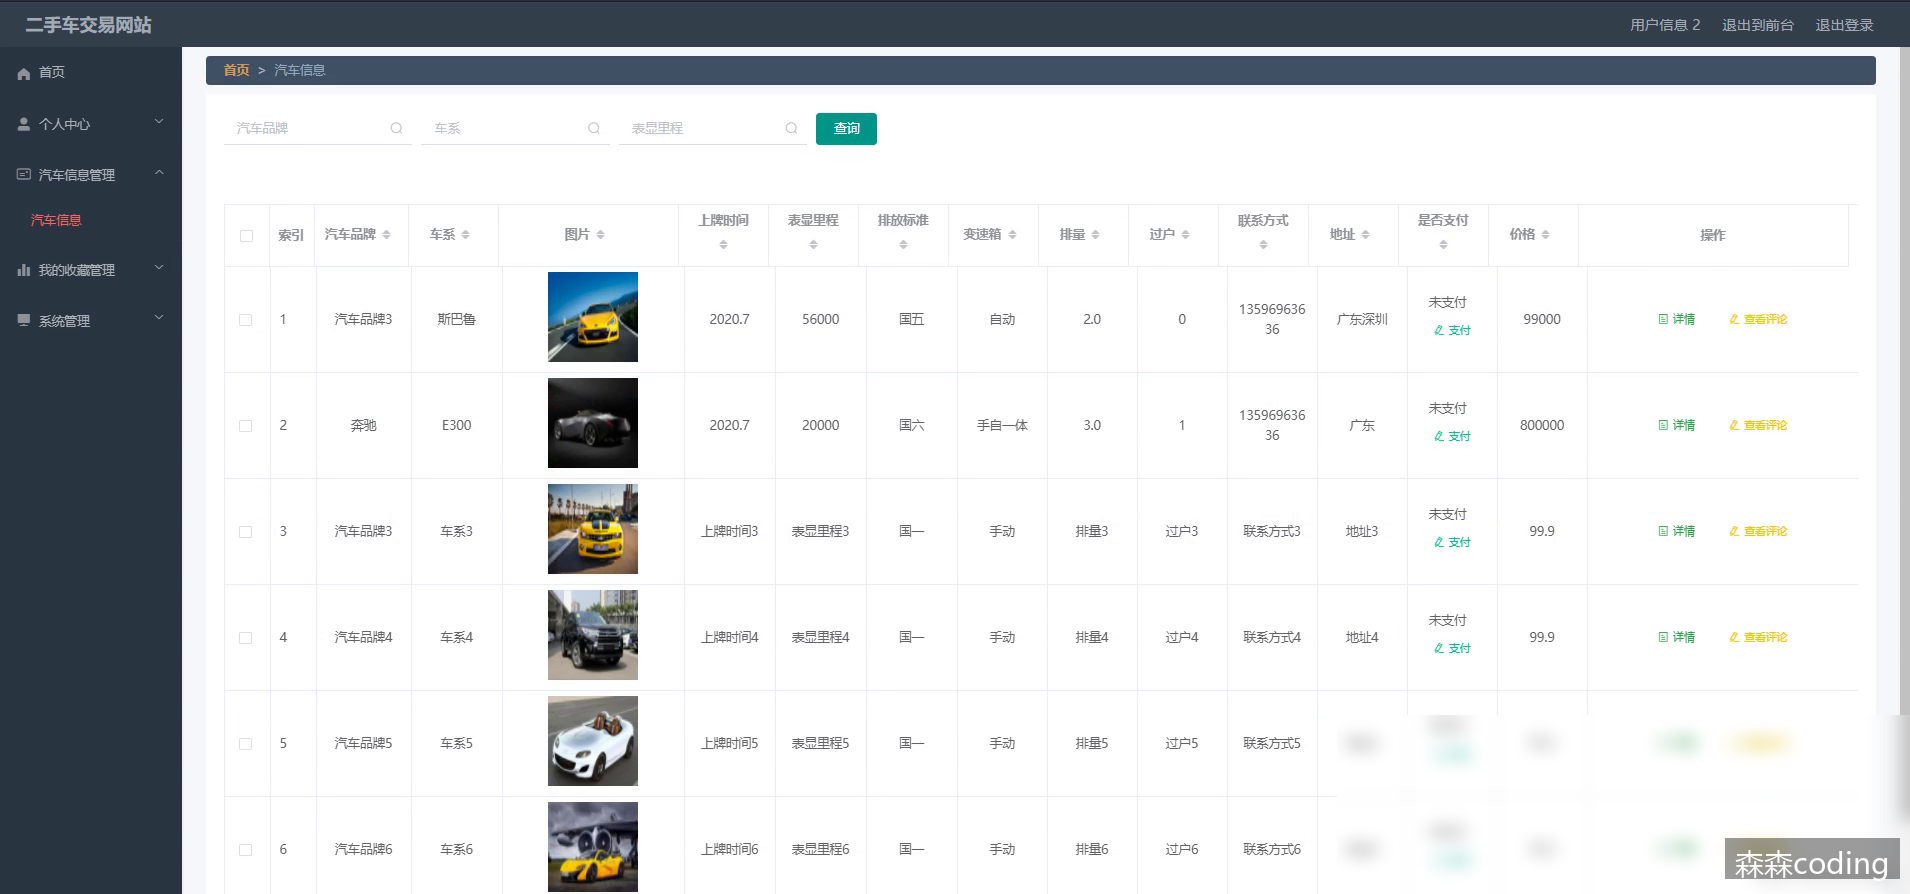 二手车交易网站
用户信息 2 退出到前台 退出登录
首页
个人中心
汽车信息管理
汽车信息
我的收藏管理
系统管理
首页 > 汽车信息
汽车品牌 车系 表显里程 查询
索引 汽车品牌 车系 图片 上牌时间 表显里程 排放标准 变速箱 排量 过户 联系方式 地址 是否支付 价格 操作
1 汽车品牌3 斯巴鲁 2020.7 56000 国五 自动 2.0 0 13596963636 广东深圳 未支付 支付 99000 详情 查看评论
2 奔驰 E300 2020.7 20000 国六 手自一体 3.0 1 13596963636 广东 未支付 支付 800000 详情 查看评论
3 汽车品牌3 车系3 上牌时间3 表显里程3 国一 手动 排量3 过户3 联系方式3 地址3 未支付 支付 99.9 详情 查看评论
4 汽车品牌4 车系4 上牌时间4 表显里程4 国一 手动 排量4 过户4 联系方式4 地址4 未支付 支付 99.9 详情 查看评论
5 汽车品牌5 车系5 上牌时间5 表显里程5 国一 手动 排量5 过户5 联系方式5
6 汽车品牌6 车系6 上牌时间6 表显里程6 国一 手动 排量6 过户6 联系方式6
森森coding